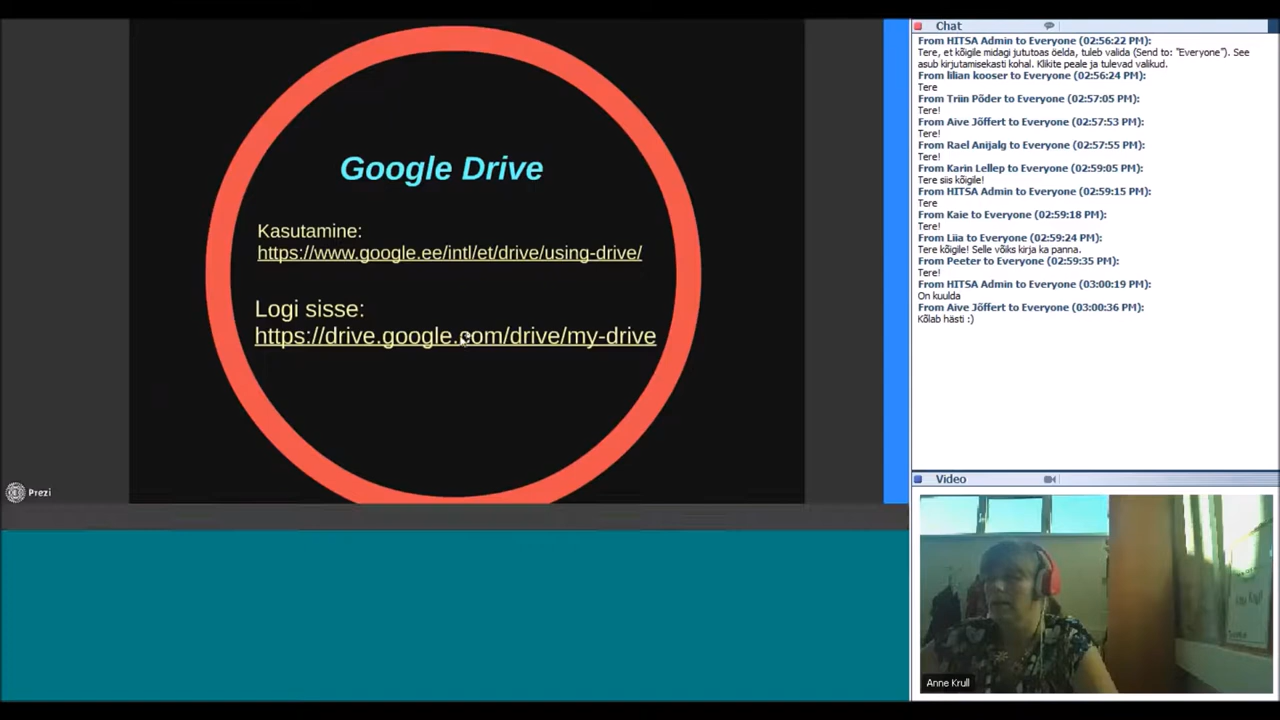 Google Drive
Kasutamine:
https://www.google.ee/intl/et/drive/using-drive/
Logi sisse:
https://drive.google.com/drive/my-drive
Prezi
Chat
From HITSA Admin to Everyone (02:56:22 PM):
Tere, et kõigile midagi jututoas öelda, tuleb valida (Send to: "Everyone"). See
asub kirjutamisekasti kohal. Klikite peale ja tulevad valikud.
From lilian kooser to Everyone (02:56:24 PM):
Tere
From Triin Põder to Everyone (02:57:05 PM):
Tere!
From Aive Jõffert to Everyone (02:57:53 PM):
Tere!
From Rael Anijalg to Everyone (02:57:55 PM):
Tere!
From Karin Lellep to Everyone (02:59:05 PM):
Tere siis kõigile!
From HITSA Admin to Everyone (02:59:15 PM):
Tere
From Kaie to Everyone (02:59:18 PM):
Tere!
From Liia to Everyone (02:59:24 PM):
Tere kõigile! Selle võiks kirja ka panna.
From Peeter to Everyone (02:59:35 PM):
Tere!
From HITSA Admin to Everyone (03:00:19 PM):
On kuulda
From Aive Jõffert to Everyone (03:00:36 PM):
Kõlab hästi :)
Video
Anne Krull